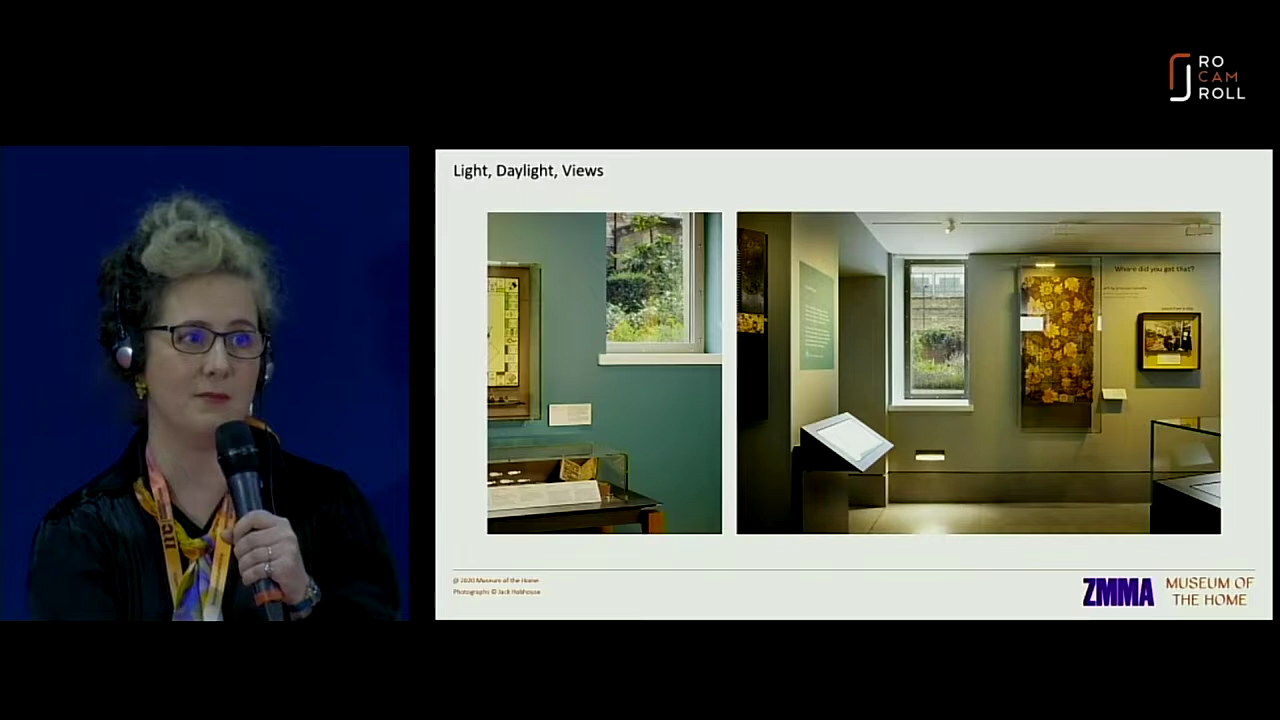 RO
CAM
ROLL
Light, Daylight, Views
Where did you get that?
@ 2020 Museum of the Home
Photographs © Jack Hobhouse
ZMMA
MUSEUM OF
THE HOME